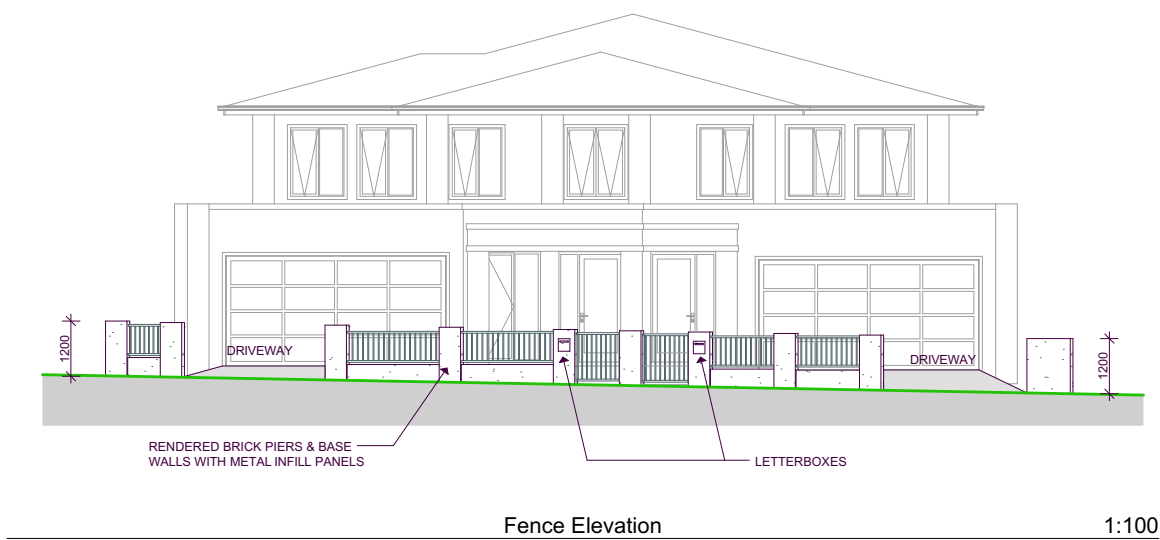 1200
DRIVEWAY
DRIVEWAY
1200
RENDERED BRICK PIERS & BASE
WALLS WITH METAL INFILL PANELS
LETTERBOXES
Fence Elevation
1:100